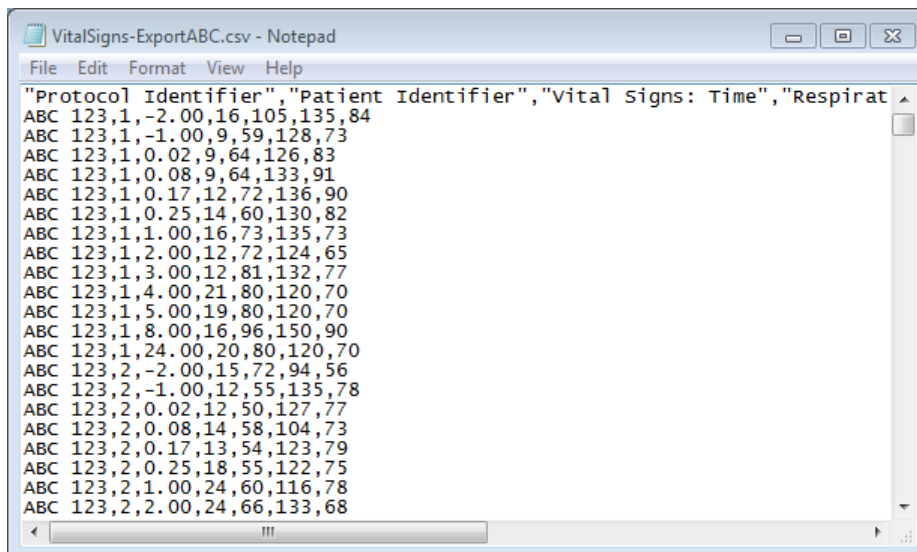 VitalSigns-ExportABC.csv - Notepad
File Edit Format View Help
"Protocol Identifier","Patient Identifier","Vital Signs: Time","Respirat
ABC 123,1,-2.00,16,105,135,84
ABC 123,1,-1.00,9,59,128,73
ABC 123,1,0.02,9,64,126,83
ABC 123,1,0.08,9,64,133,91
ABC 123,1,0.17,12,72,136,90
ABC 123,1,0.25,14,60,130,82
ABC 123,1,1.00,16,73,135,73
ABC 123,1,2.00,12,72,124,65
ABC 123,1,3.00,12,81,132,77
ABC 123,1,4.00,21,80,120,70
ABC 123,1,5.00,19,80,120,70
ABC 123,1,8.00,16,96,150,90
ABC 123,1,24.00,20,80,120,70
ABC 123,2,-2.00,15,72,94,56
ABC 123,2,-1.00,12,55,135,78
ABC 123,2,0.02,12,50,127,77
ABC 123,2,0.08,14,58,104,73
ABC 123,2,0.17,13,54,123,79
ABC 123,2,0.25,18,55,122,75
ABC 123,2,1.00,24,60,116,78
ABC 123,2,2.00,24,66,133,68